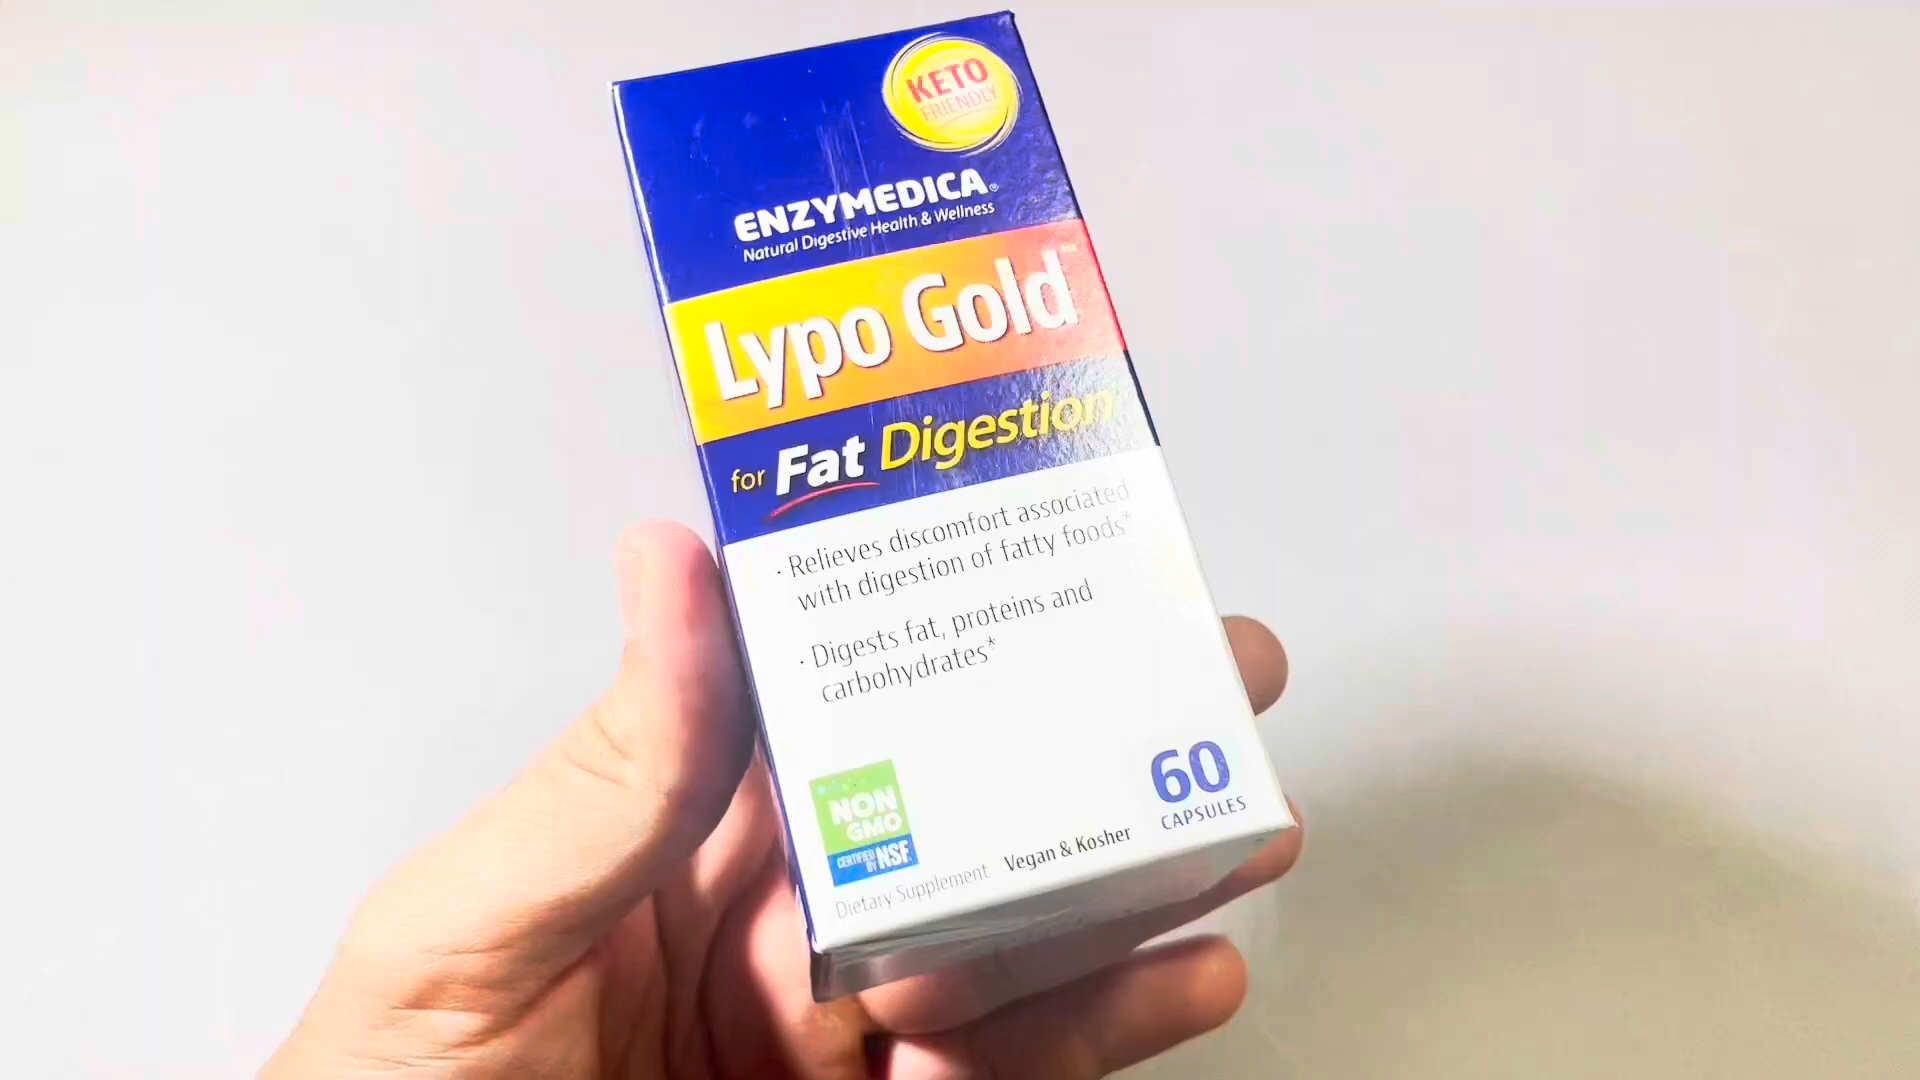 KETO
FRIENDLY
ENZYMEDICA®
Natural Digestive Health & Wellness
Lypo Gold™
for Fat Digestion
· Relieves discomfort associated
with digestion of fatty foods*
· Digests fat, proteins and
carbohydrates*
NON
GMO
CERTIFIED
BY NSF
60
CAPSULES
Dietary Supplement Vegan & Kosher